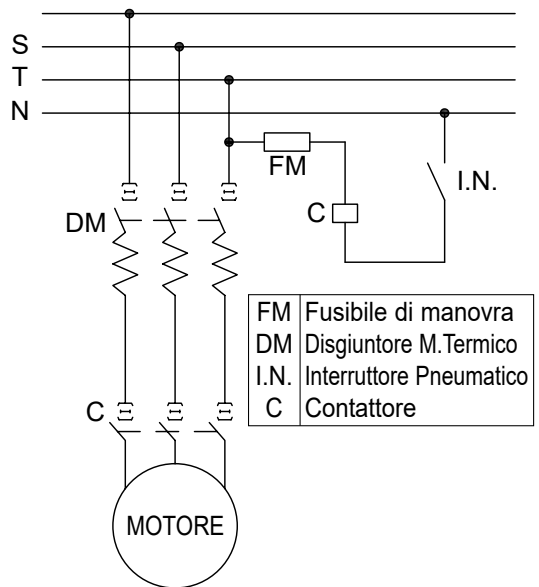 S
T
N
FM
I.N.
C
DM
FM Fusibile di manovra
DM Disgiuntore M.Termico
I.N. Interruttore Pneumatico
C Contattore
C
MOTORE